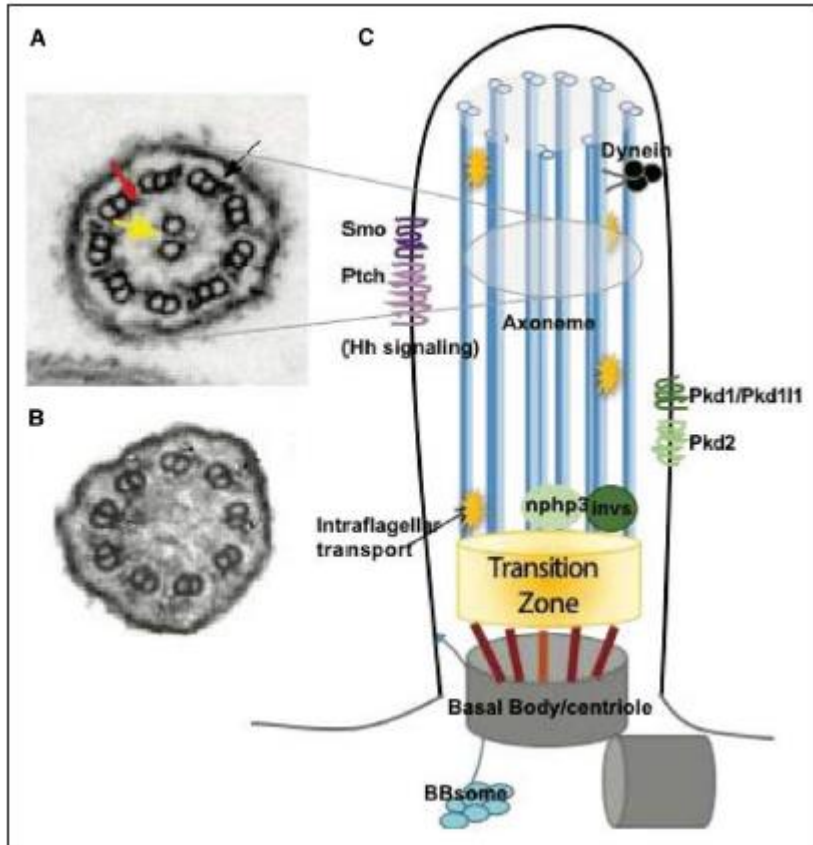 A
C
Dynein
Smo
Ptch
Axoneme
(Hh signaling)
Pkd1/Pkd1l1
B
Pkd2
nphp3
invs
Intraflagellar
transport
Transition
Zone
Basal Body/centriole
BBsome